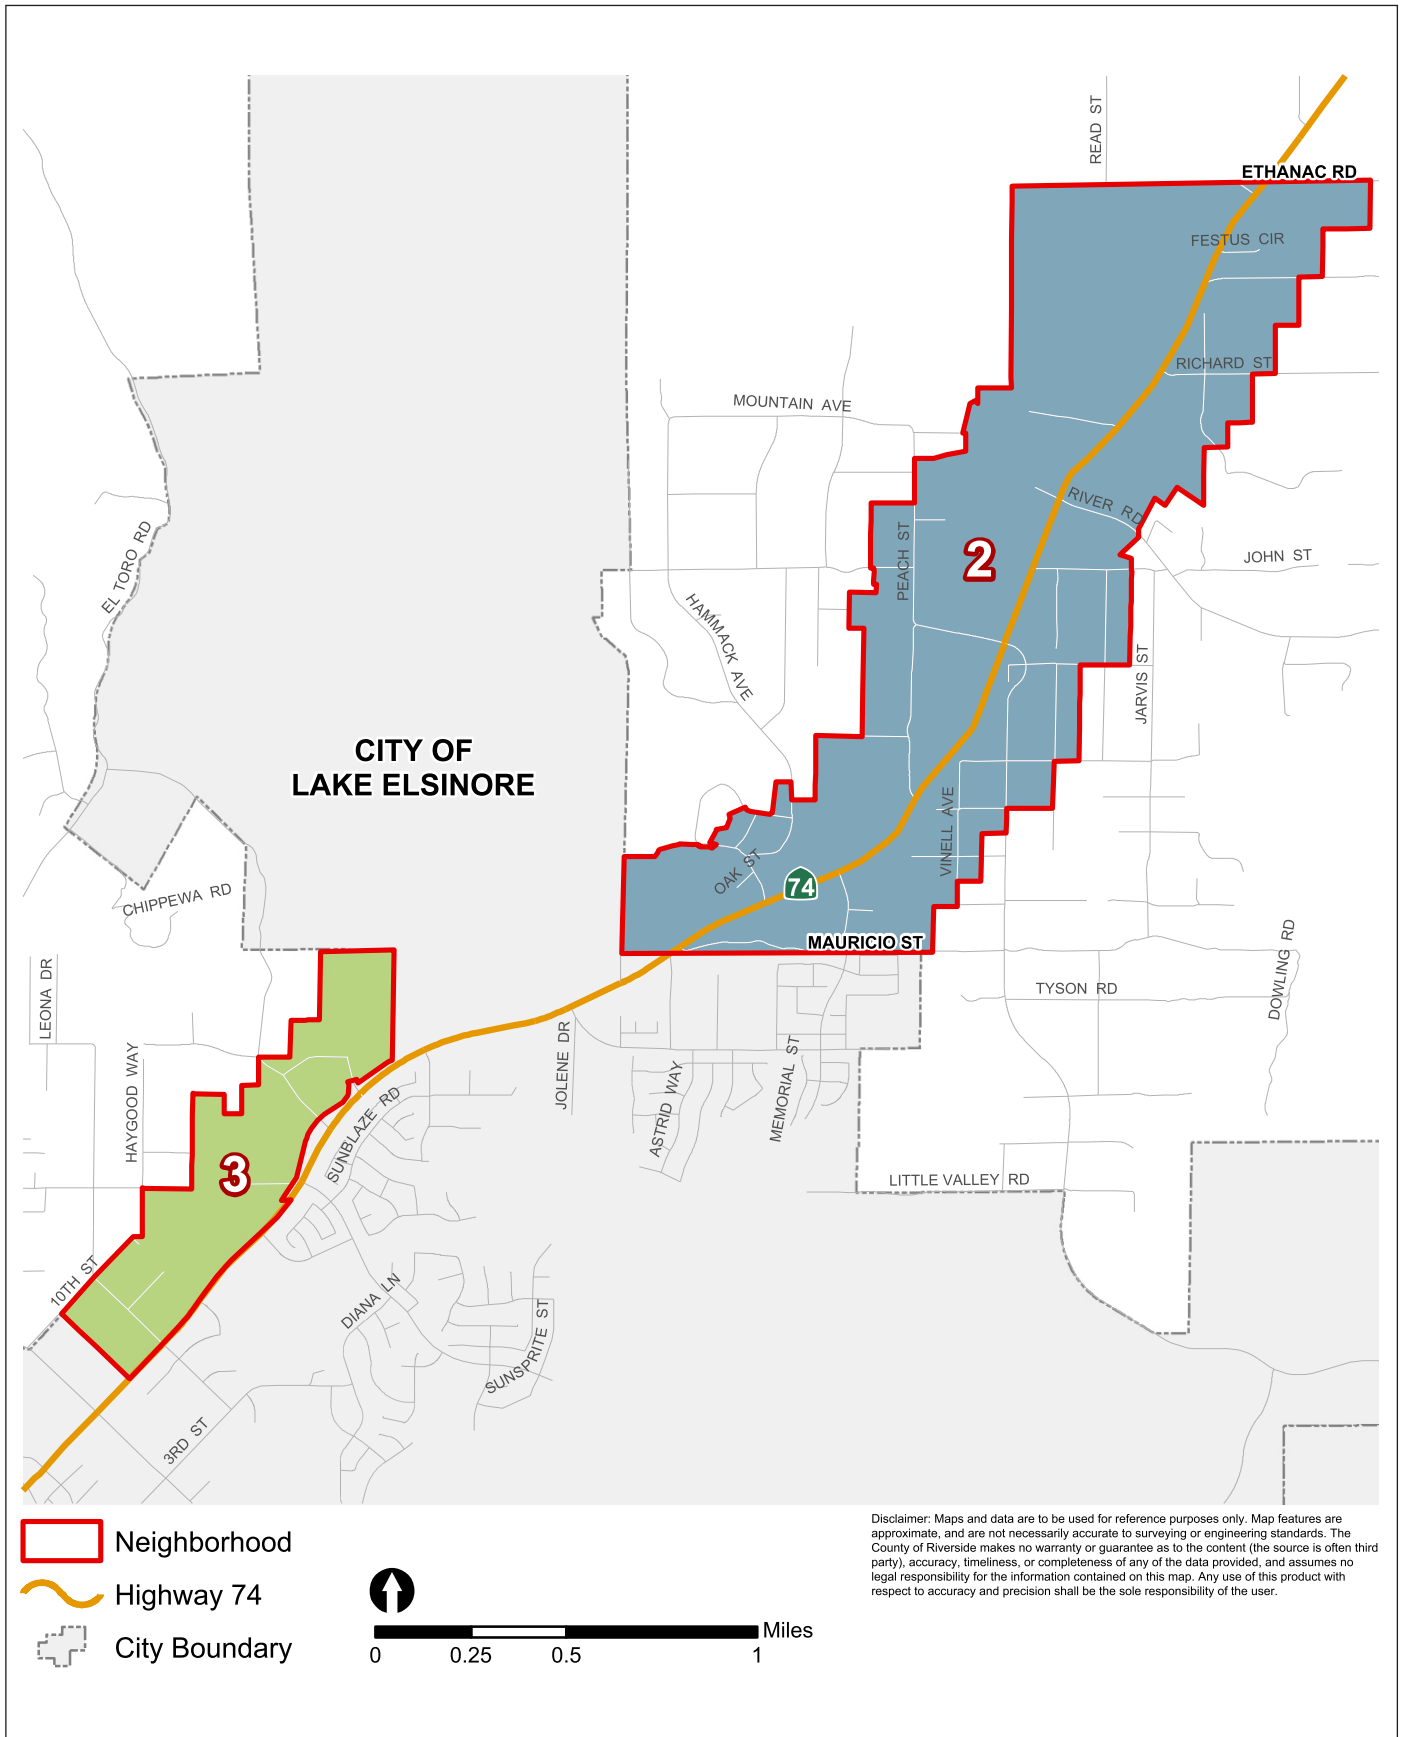 READ ST
ETHANAC RD
FESTUS CIR
RICHARD ST
MOUNTAIN AVE
RIVER RD
EL TORO RD
PEACH ST
2
JOHN ST
HAMMACK AVE
JARVIS ST
CITY OF
LAKE ELSINORE
VINELL AVE
OAK ST
74
CHIPPEWA RD
MAURICIO ST
DOWLING RD
LEONA DR
TYSON RD
HAYGOOD WAY
JOLENE DR
ASTRID WAY
MEMORIAL ST
SUNBLAZE RD
3
LITTLE VALLEY RD
10TH ST
DIANA LN
SUNSPRITE ST
3RD ST
Neighborhood
Highway 74
City Boundary
Miles
0 0.25 0.5 1
Disclaimer: Maps and data are to be used for reference purposes only. Map features are
approximate, and are not necessarily accurate to surveying or engineering standards. The
County of Riverside makes no warranty or guarantee as to the content (the source is often third
party), accuracy, timeliness, or completeness of any of the data provided, and assumes no
legal responsibility for the information contained on this map. Any use of this product with
respect to accuracy and precision shall be the sole responsibility of the user.